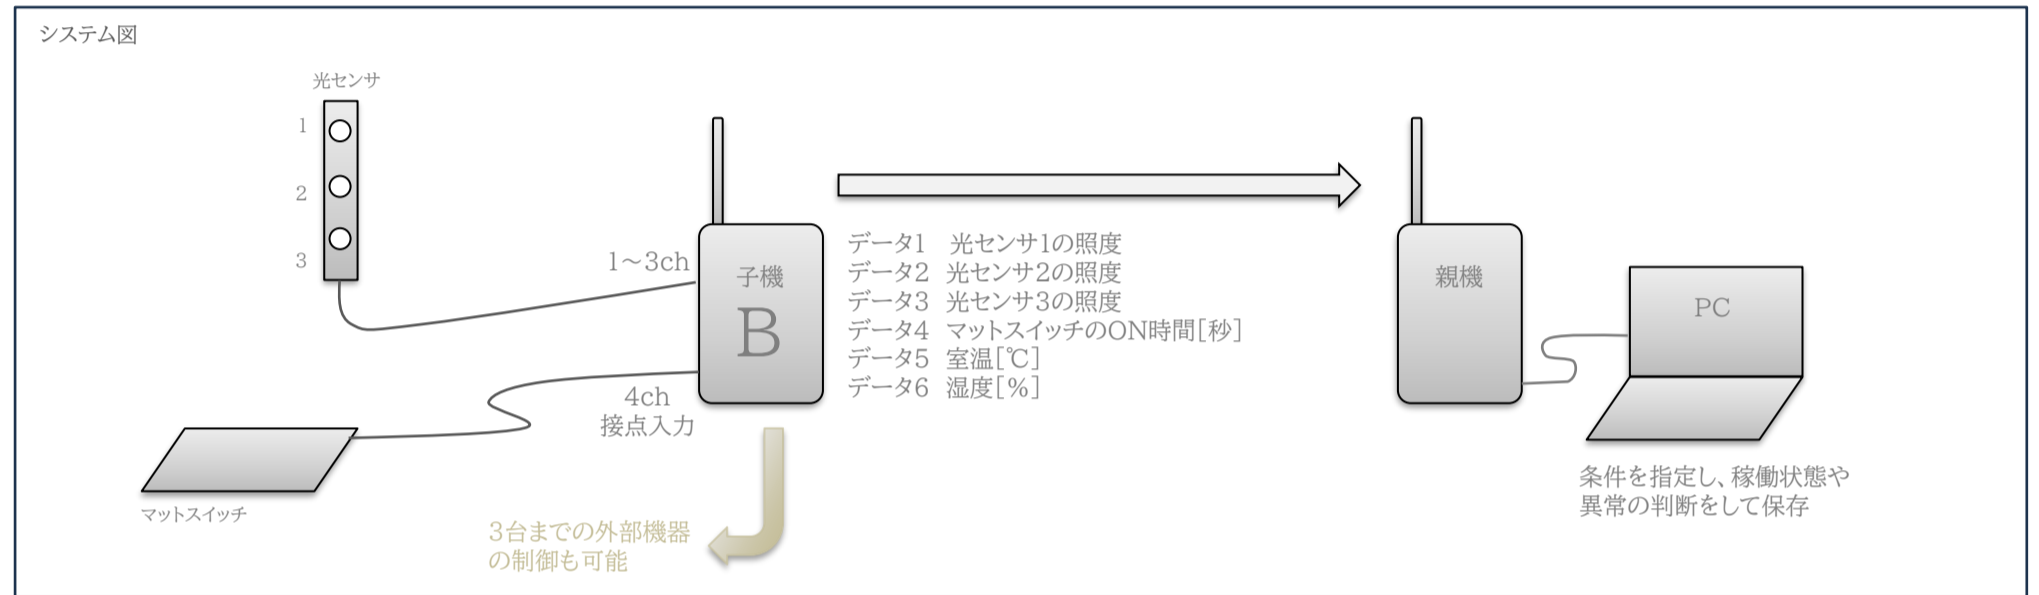 システム図
光センサ
1
2
3
1～3ch
子機
B
4ch
接点入力
マットスイッチ
3台までの外部機器
の制御も可能
データ1　光センサ1の照度
データ2　光センサ2の照度
データ3　光センサ3の照度
データ4　マットスイッチのON時間[秒]
データ5　室温[℃]
データ6　湿度[%]
親機
PC
条件を指定し、稼働状態や
異常の判断をして保存